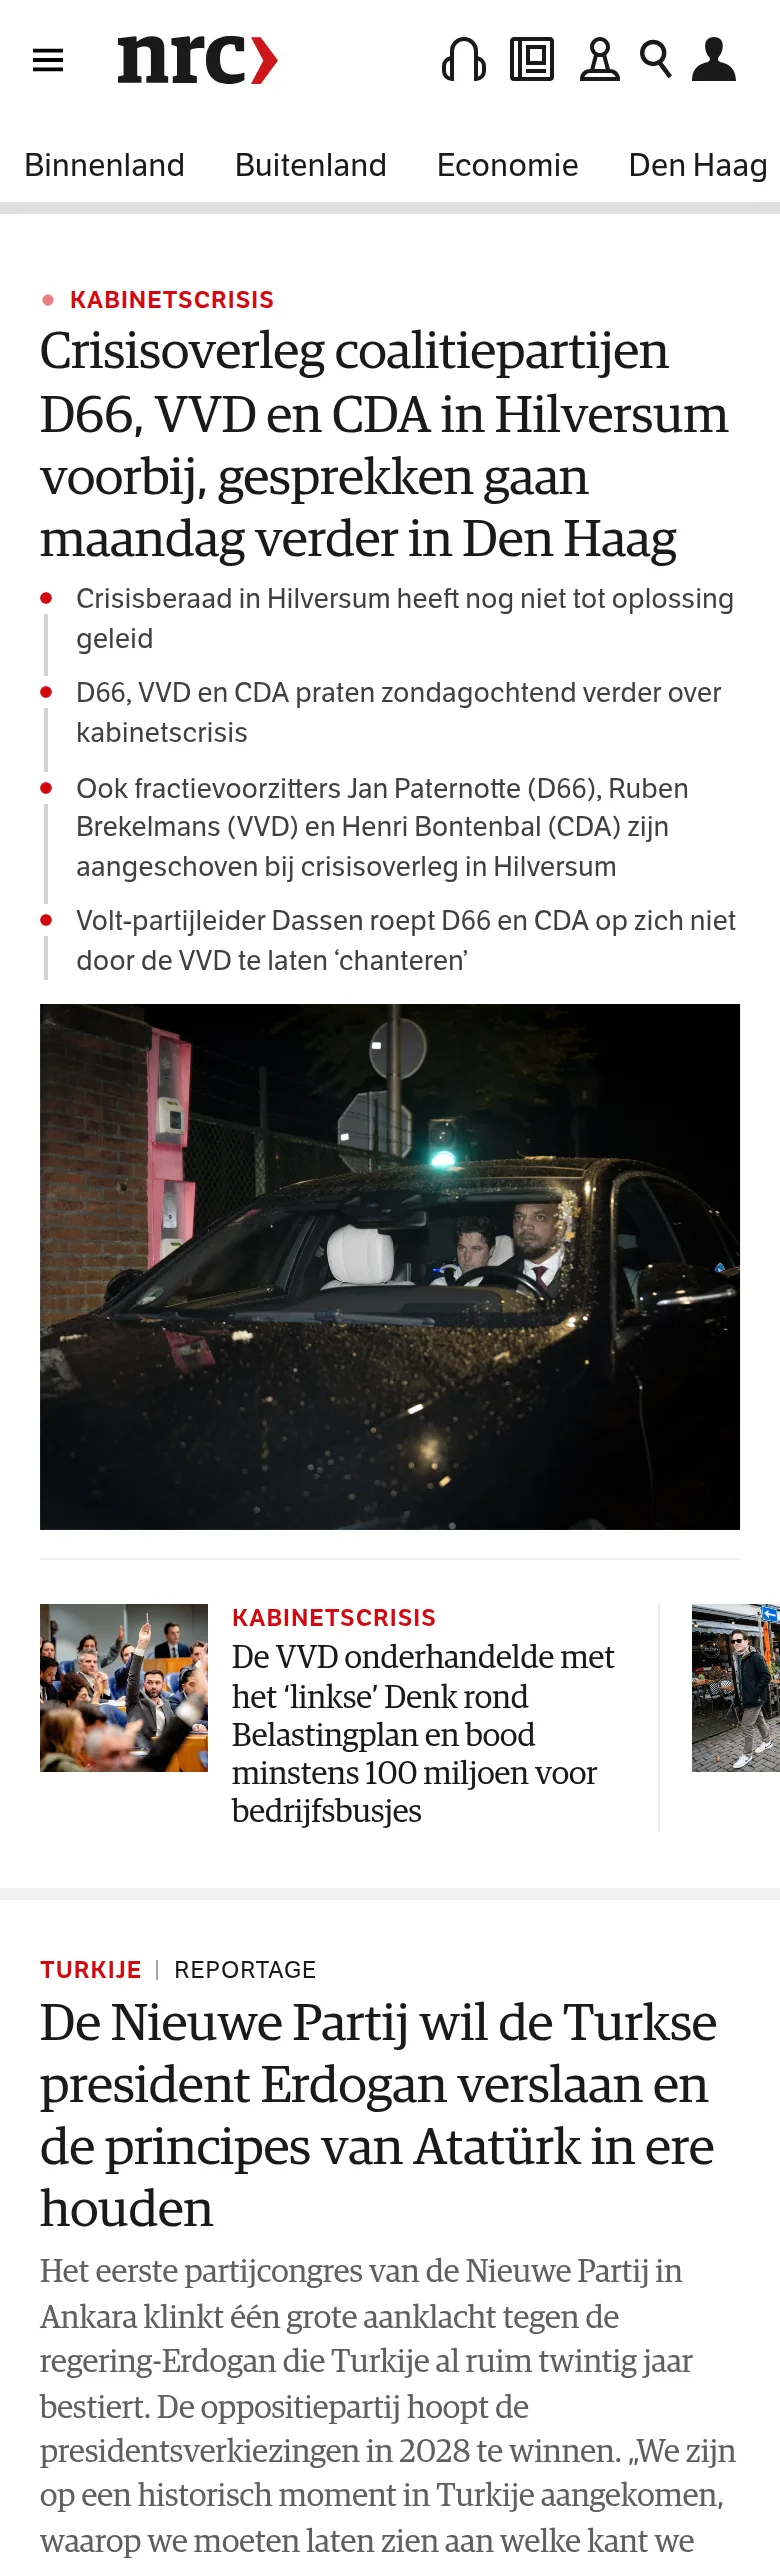 nrc
Binnenland Buitenland Economie Den Haag
KABINETSCRISIS
Crisisoverleg coalitiepartijen
D66, VVD en CDA in Hilversum
voorbij, gesprekken gaan
maandag verder in Den Haag
Crisisberaad in Hilversum heeft nog niet tot oplossing
geleid
D66, VVD en CDA praten zondagochtend verder over
kabinetscrisis
Ook fractievoorzitters Jan Paternotte (D66), Ruben
Brekelmans (VVD) en Henri Bontenbal (CDA) zijn
aangeschoven bij crisisoverleg in Hilversum
Volt-partijleider Dassen roept D66 en CDA op zich niet
door de VVD te laten ‘chanteren’
KABINETSCRISIS
De VVD onderhandelde met
het ‘linkse’ Denk rond
Belastingplan en bood
minstens 100 miljoen voor
bedrijfsbusjes
TURKIJE | REPORTAGE
De Nieuwe Partij wil de Turkse
president Erdogan verslaan en
de principes van Atatürk in ere
houden
Het eerste partijcongres van de Nieuwe Partij in
Ankara klinkt één grote aanklacht tegen de
regering-Erdogan die Turkije al ruim twintig jaar
bestiert. De oppositiepartij hoopt de
presidentsverkiezingen in 2028 te winnen. „We zijn
op een historisch moment in Turkije aangekomen,
waarop we moeten laten zien aan welke kant we